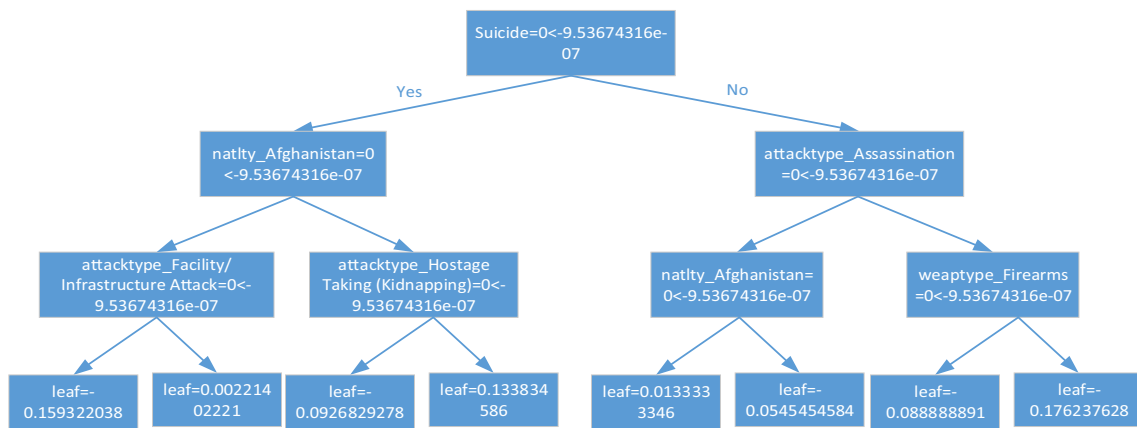 Suicide=0<-9.53674316e-
07
Yes
No
natlty_Afghanistan=0
<-9.53674316e-07
attacktype_Assassination
=0<-9.53674316e-07
attacktype_Facility/
Infrastructure Attack=0<-
9.53674316e-07
attacktype_Hostage
Taking (Kidnapping)=0<-
9.53674316e-07
natlty_Afghanistan=
0<-9.53674316e-07
weaptype_Firearms
=0<-9.53674316e-07
leaf=-
0.159322038
leaf=0.002214
02221
leaf=-
0.0926829278
leaf=0.133834
586
leaf=0.013333
3346
leaf=-
0.0545454584
leaf=-
0.088888891
leaf=-
0.176237628